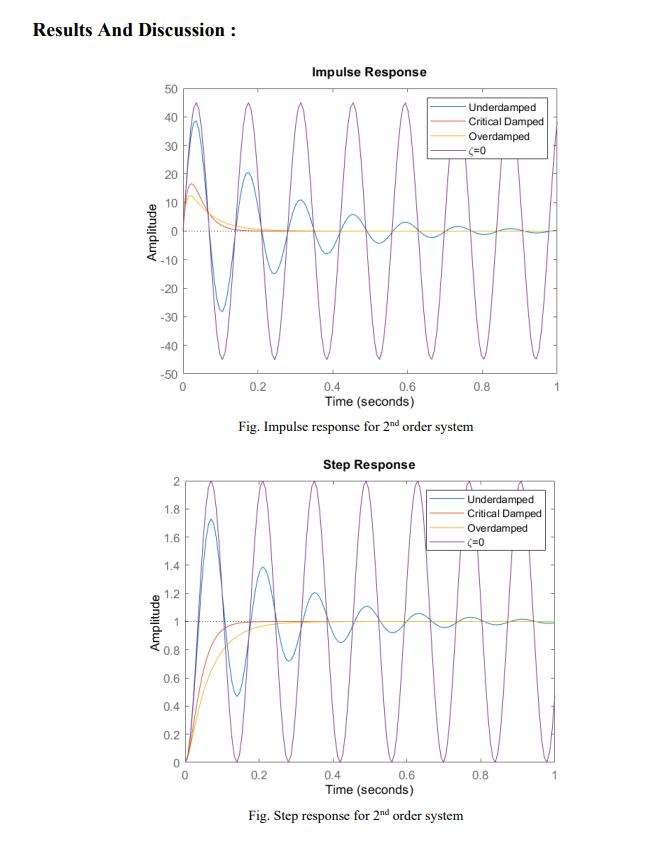 Results And Discussion :
Impulse Response
50
40
30
20
10
0
-10
-20
-30
-40
-50
Amplitude
Underdamped
Critical Damped
Overdamped
ζ=0
0 0.2 0.4 0.6 0.8 1
Time (seconds)
Fig. Impulse response for 2nd order system
Step Response
2
1.8
1.6
1.4
1.2
1
0.8
0.6
0.4
0.2
0
Amplitude
Underdamped
Critical Damped
Overdamped
ζ=0
0 0.2 0.4 0.6 0.8 1
Time (seconds)
Fig. Step response for 2nd order system